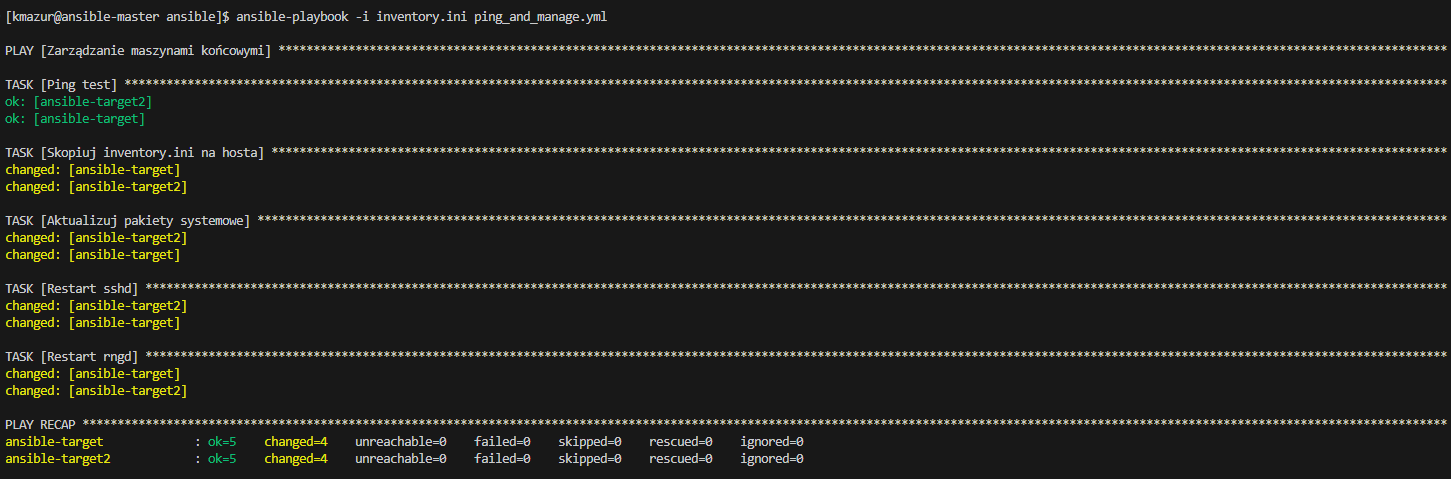 [kmazur@ansible-master ansible]$ ansible-playbook -i inventory.ini ping_and_manage.yml
PLAY [Zarządzanie maszynami końcowymi] ***********************************************************************************************************************************************************************
TASK [Ping test] *********************************************************************************************************************************************************************************************
ok: [ansible-target2]
ok: [ansible-target]
TASK [Skopiuj inventory.ini na hosta] ************************************************************************************************************************************************************************
changed: [ansible-target]
changed: [ansible-target2]
TASK [Aktualizuj pakiety systemowe] **************************************************************************************************************************************************************************
changed: [ansible-target2]
changed: [ansible-target]
TASK [Restart sshd] ******************************************************************************************************************************************************************************************
changed: [ansible-target2]
changed: [ansible-target]
TASK [Restart rngd] ******************************************************************************************************************************************************************************************
changed: [ansible-target]
changed: [ansible-target2]
PLAY RECAP ***************************************************************************************************************************************************************************************************
ansible-target             : ok=5    changed=4    unreachable=0    failed=0    skipped=0    rescued=0    ignored=0
ansible-target2            : ok=5    changed=4    unreachable=0    failed=0    skipped=0    rescued=0    ignored=0